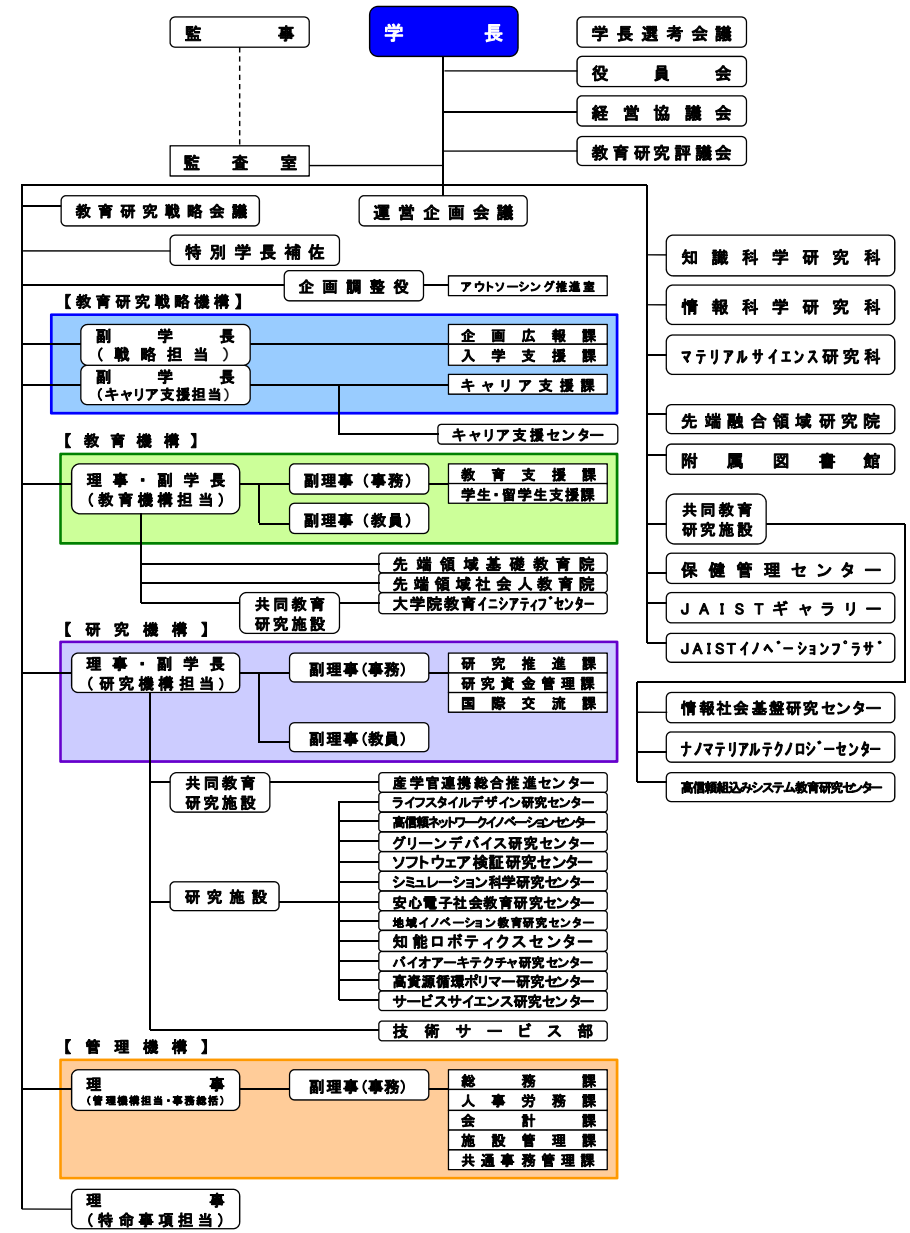 監事
学長
学長選考会議
役員会
経営協議会
教育研究評議会
監査室
教育研究戦略会議
運営企画会議
特別学長補佐
企画調整役
アウトソーシング推進室
【教育研究戦略機構】
副学長
(戦略担当)
企画広報課
入学支援課
副学長
(キャリア支援担当)
キャリア支援課
キャリア支援センター
【教育機構】
理事・副学長
(教育機構担当)
副理事(事務)
教育支援課
学生・留学生支援課
副理事(教員)
先端領域基礎教育院
先端領域社会人教育院
共同教育
研究施設
大学院教育イニシアティブセンター
【研究機構】
理事・副学長
(研究機構担当)
副理事(事務)
研究推進課
研究資金管理課
国際交流課
副理事(教員)
共同教育
研究施設
産学官連携総合推進センター
ライフスタイルデザイン研究センター
高信頼ネットワークイノベーションセンター
グリーンデバイス研究センター
ソフトウェア検証研究センター
シミュレーション科学研究センター
研究施設
安心電子社会教育研究センター
地域イノベーション教育研究センター
知能ロボティクスセンター
バイオアーキテクチャ研究センター
高資源循環ポリマー研究センター
サービスサイエンス研究センター
技術サービス部
【管理機構】
理事
(管理機構担当・事務総括)
副理事(事務)
総務課
人事労務課
会計課
施設管理課
共通事務管理課
理事
(特命事項担当)
知識科学研究科
情報科学研究科
マテリアルサイエンス研究科
先端融合領域研究院
附属図書館
共同教育
研究施設
保健管理センター
JAISTギャラリー
JAISTイノベーションプラザ
情報社会基盤研究センター
ナノマテリアルテクノロジーセンター
高信頼組込みシステム教育研究センター